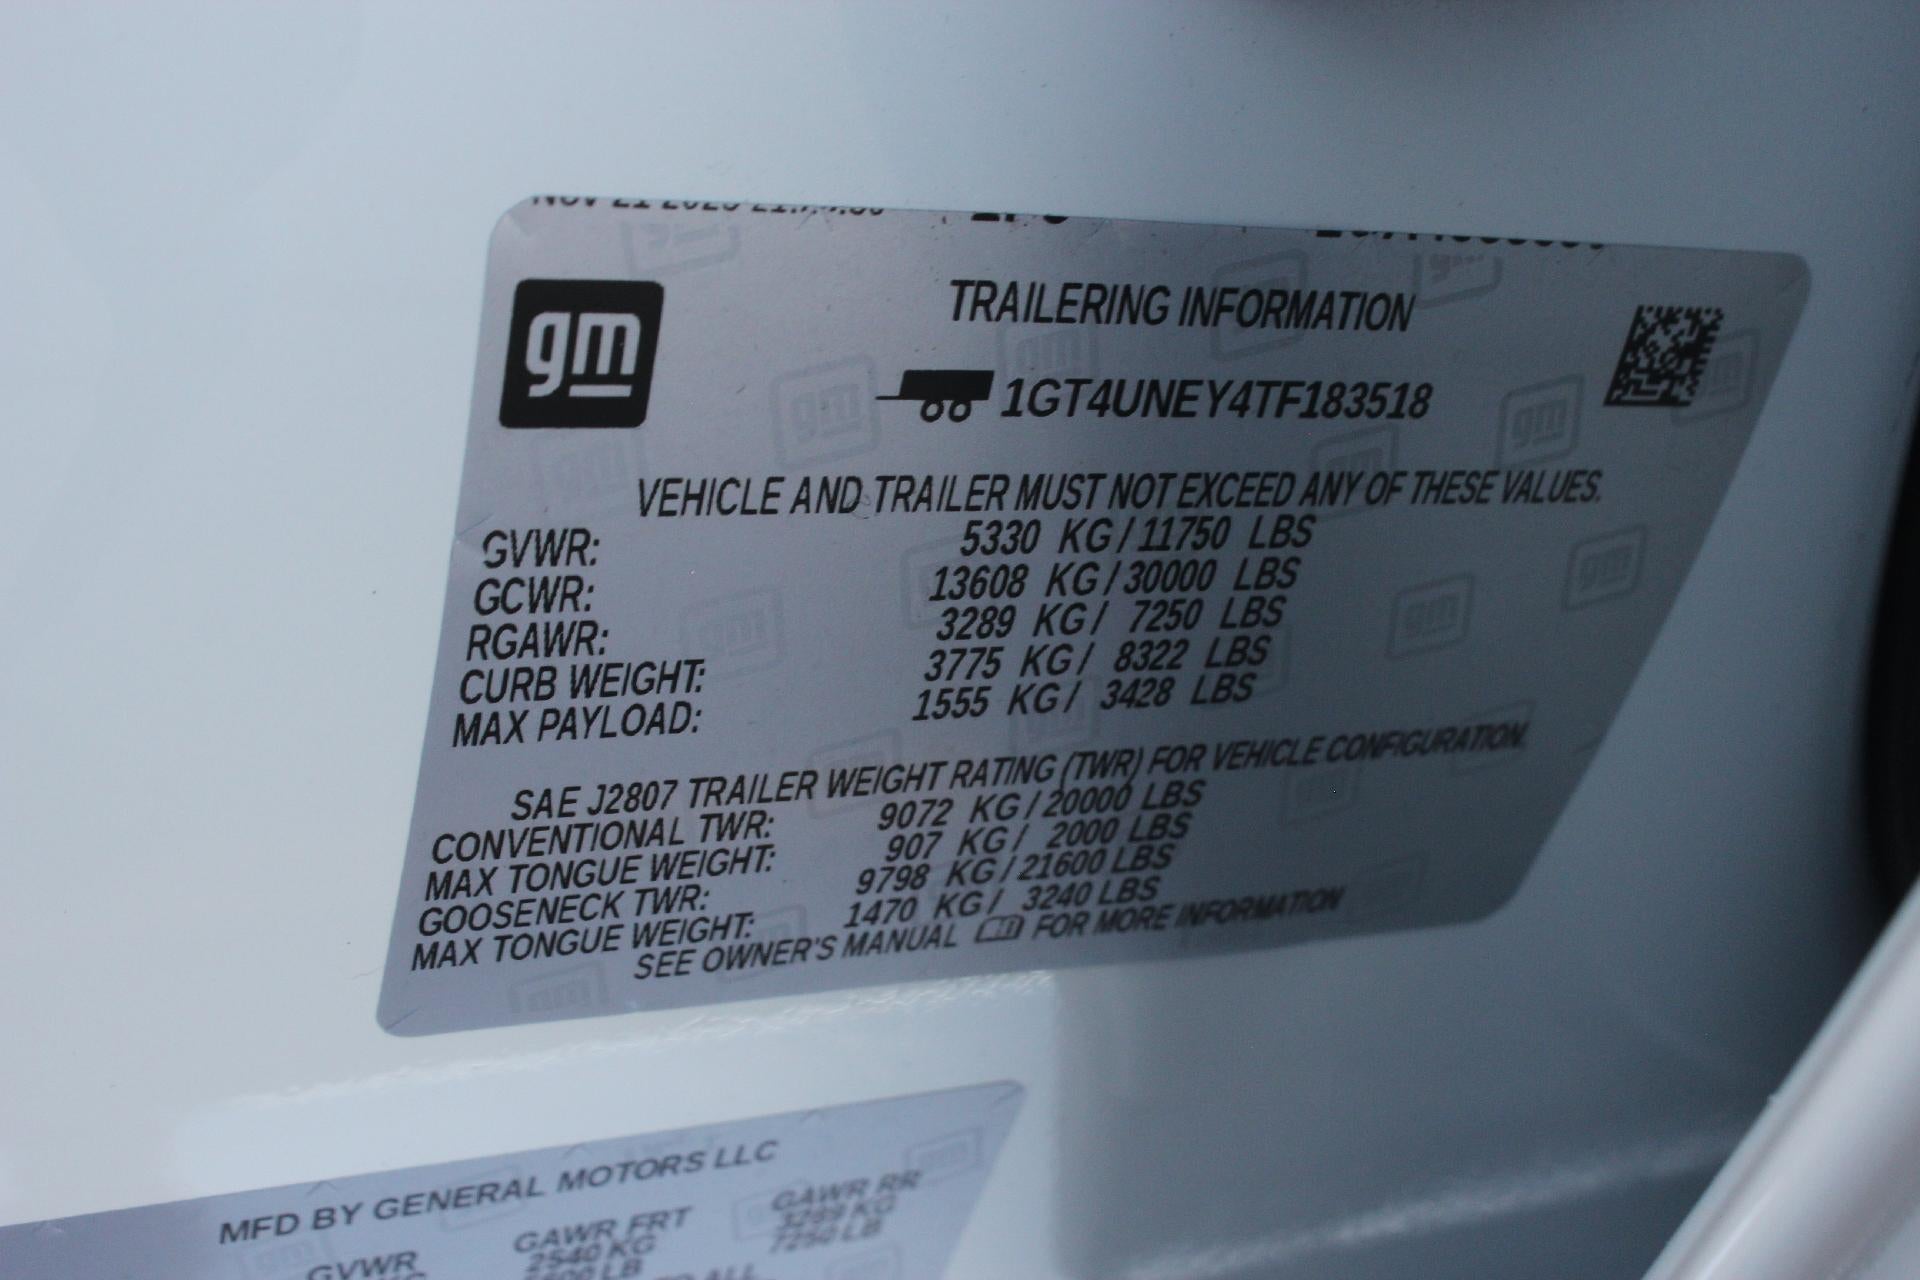 gm
TRAILERING INFORMATION
1GT4UNEY4TF183518
VEHICLE AND TRAILER MUST NOT EXCEED ANY OF THESE VALUES.
GVWR: 5330 KG / 11750 LBS
GCWR: 13608 KG / 30000 LBS
RGAWR: 3289 KG / 7250 LBS
CURB WEIGHT: 3775 KG / 8322 LBS
MAX PAYLOAD: 1555 KG / 3428 LBS
SAE J2807 TRAILER WEIGHT RATING (TWR) FOR VEHICLE CONFIGURATION
CONVENTIONAL TWR: 9072 KG / 20000 LBS
MAX TONGUE WEIGHT: 907 KG / 2000 LBS
GOOSENECK TWR: 9798 KG / 21600 LBS
MAX TONGUE WEIGHT: 1470 KG / 3240 LBS
SEE OWNER'S MANUAL FOR MORE INFORMATION
MFD BY GENERAL MOTORS LLC
GVWR GAWR FRT GAWR RR
2540 KG 3289 KG
7250 LB